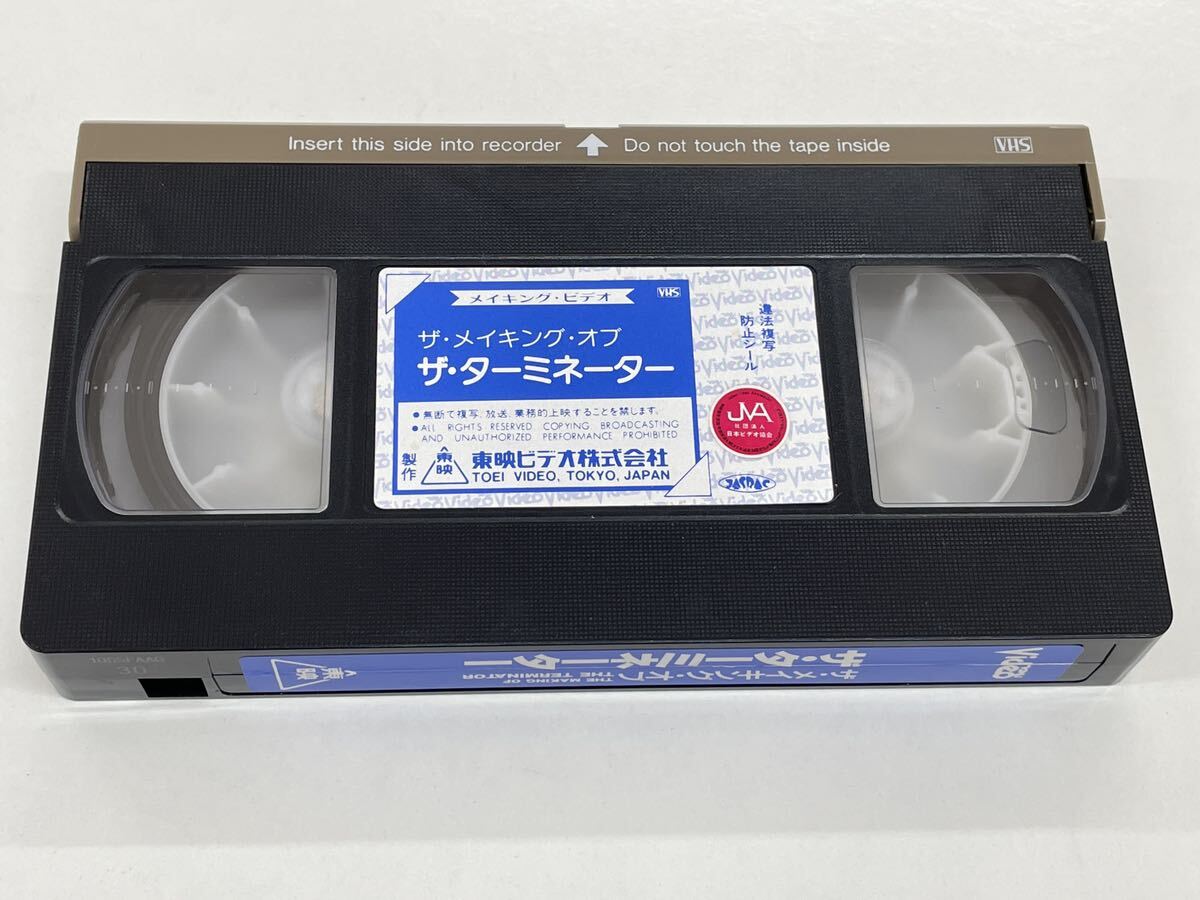 Insert this side into recorder Do not touch the tape inside VHS
メイキング・ビデオ VHS
ザ・メイキング・オブ
ザ・ターミネーター
●無断で複写、放送、業務的上映することを禁じます。
●ALL RIGHTS RESERVED COPYING BROADCASTING
AND UNAUTHORIZED PERFORMANCE PROHIBITED
製作 東映 東映ビデオ株式会社
TOEI VIDEO, TOKYO, JAPAN
違法複写
防止シール
JVA
社団法人
日本ビデオ協会
JASRAC
30
東映
THE MAKING OF
THE TERMINATOR
ザ・メイキング・オブ
ザ・ターミネーター
Video